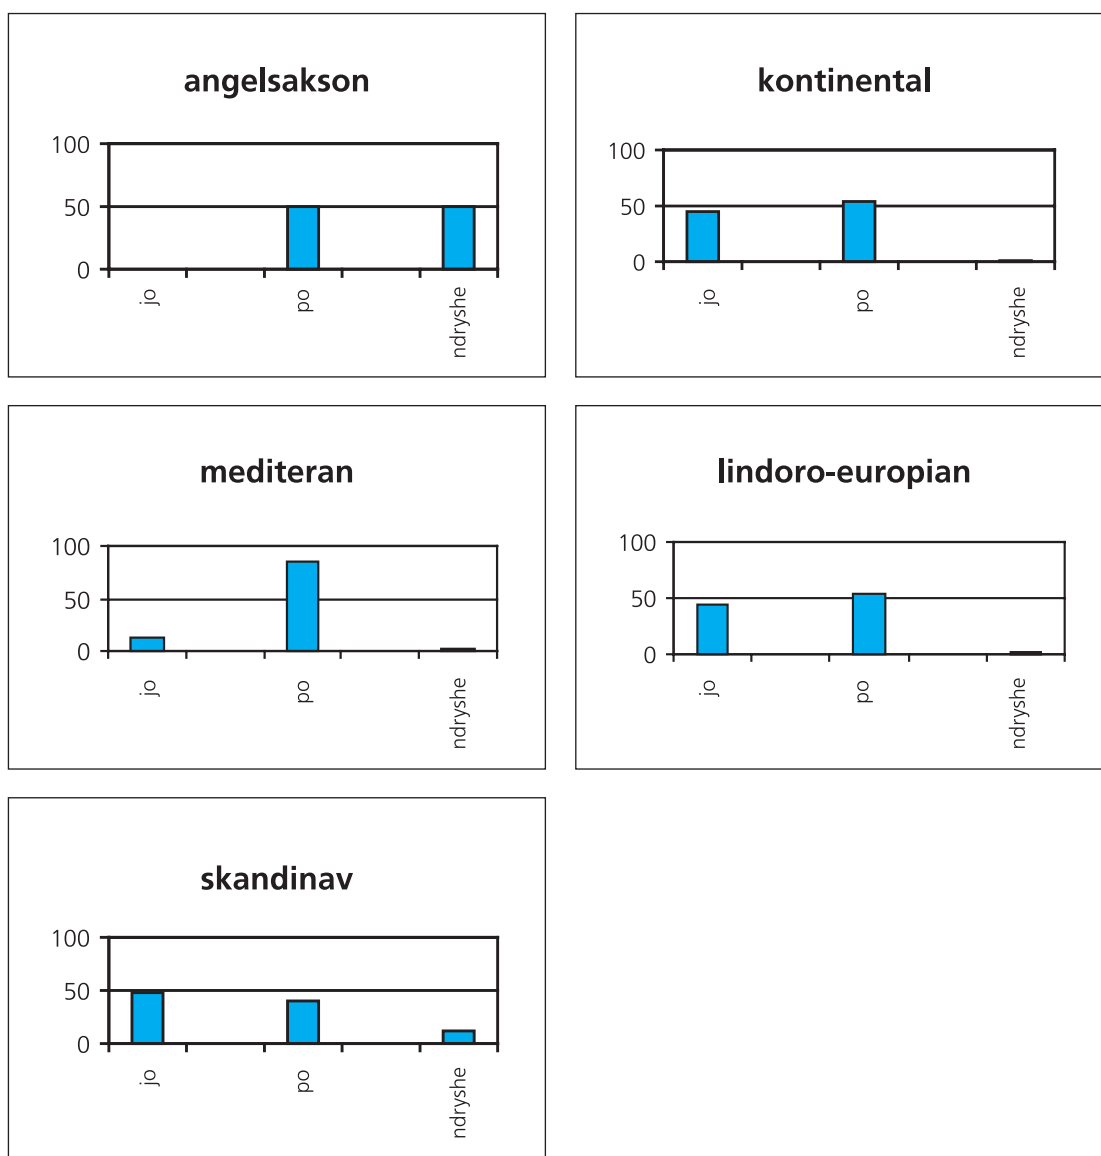 angelsakson
100
50
0
jo
po
ndryshe
kontinental
100
50
0
jo
po
ndryshe
mediteran
100
50
0
jo
po
ndryshe
lindoro-europian
100
50
0
jo
po
ndryshe
skandinav
100
50
0
jo
po
ndryshe